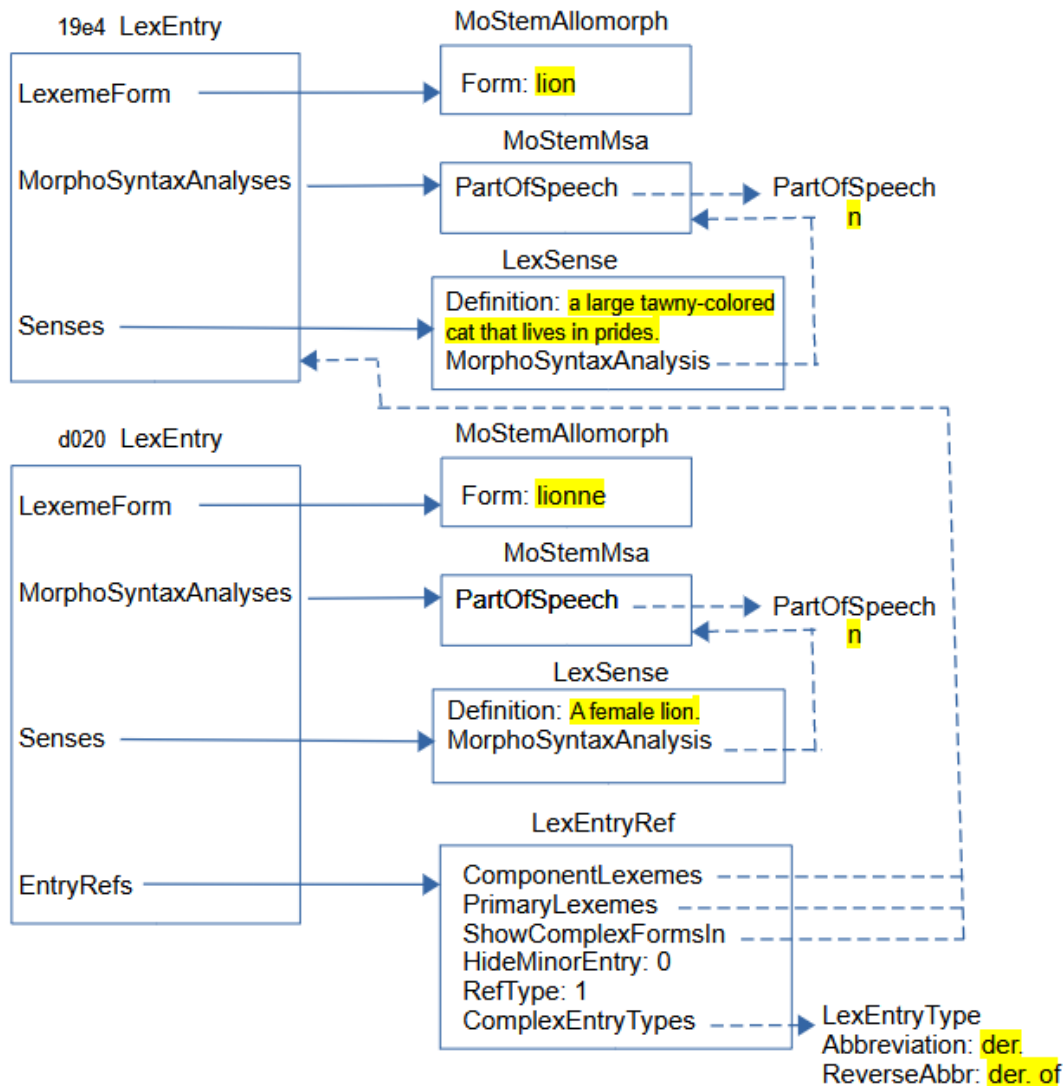 19e4 LexEntry
MoStemAllomorph
LexemeForm
Form: lion
MoStemMsa
MorphoSyntaxAnalyses
PartOfSpeech
PartOfSpeech
n
LexSense
Senses
Definition: a large tawny-colored
cat that lives in prides.
MorphoSyntaxAnalysis
d020 LexEntry
MoStemAllomorph
LexemeForm
Form: lionne
MoStemMsa
MorphoSyntaxAnalyses
PartOfSpeech
PartOfSpeech
n
LexSense
Senses
Definition: A female lion.
MorphoSyntaxAnalysis
LexEntryRef
EntryRefs
ComponentLexemes
PrimaryLexemes
ShowComplexFormsIn
HideMinorEntry: 0
RefType: 1
ComplexEntryTypes
LexEntryType
Abbreviation: der.
ReverseAbbr: der. of